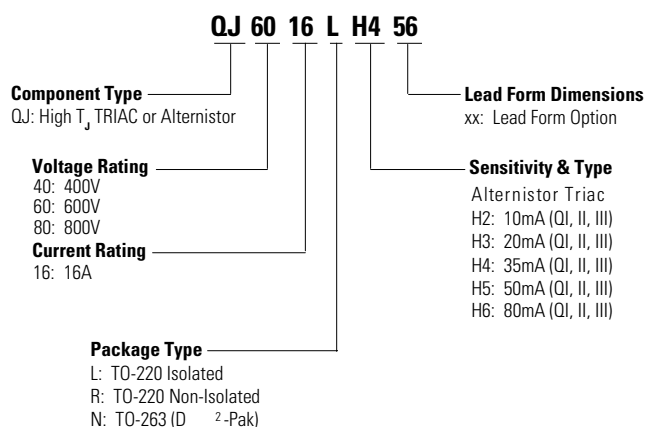 QJ 60 16 L H4 56
Component Type
QJ: High TJ TRIAC or Alternistor
Voltage Rating
40: 400V
60: 600V
80: 800V
Current Rating
16: 16A
Package Type
L: TO-220 Isolated
R: TO-220 Non-Isolated
N: TO-263 (D 2-Pak)
Lead Form Dimensions
xx: Lead Form Option
Sensitivity & Type
Alternistor Triac
H2: 10mA (QI, II, III)
H3: 20mA (QI, II, III)
H4: 35mA (QI, II, III)
H5: 50mA (QI, II, III)
H6: 80mA (QI, II, III)